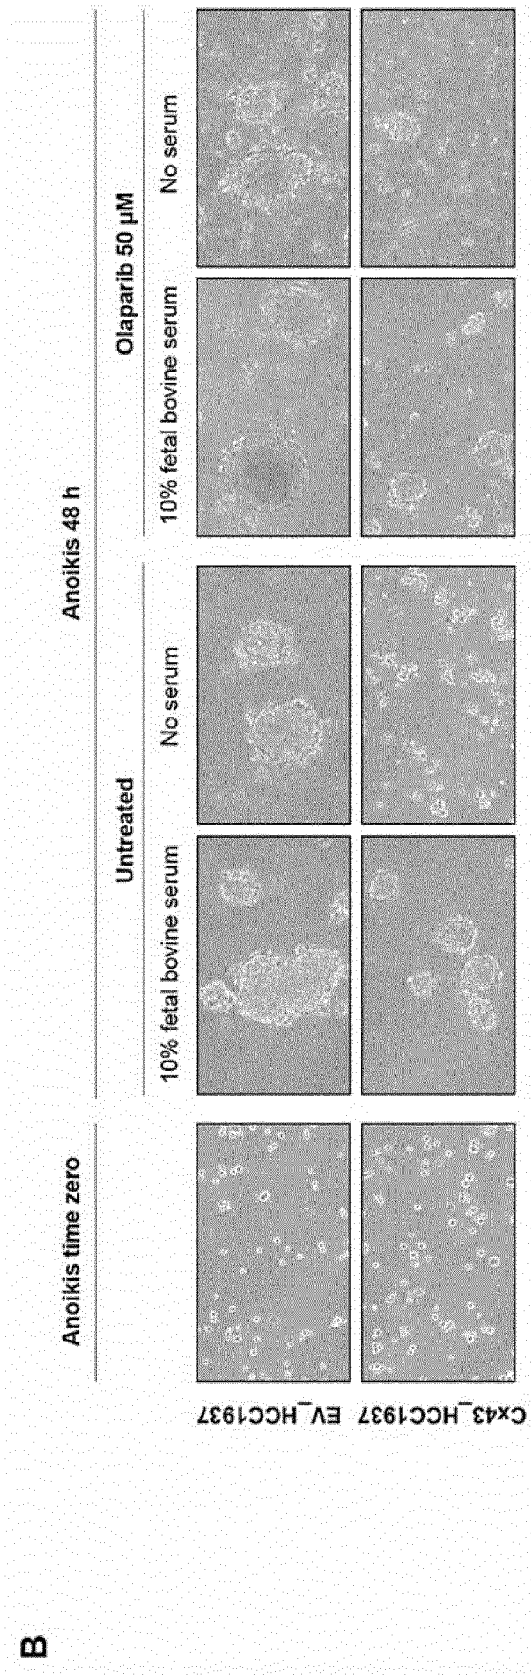 B
Anoikis time zero
Anoikis 48 h
Untreated
Olaparib 50 µM
10% fetal bovine serum
No serum
10% fetal bovine serum
No serum
EV_HCC1937
Cx43_HCC1937